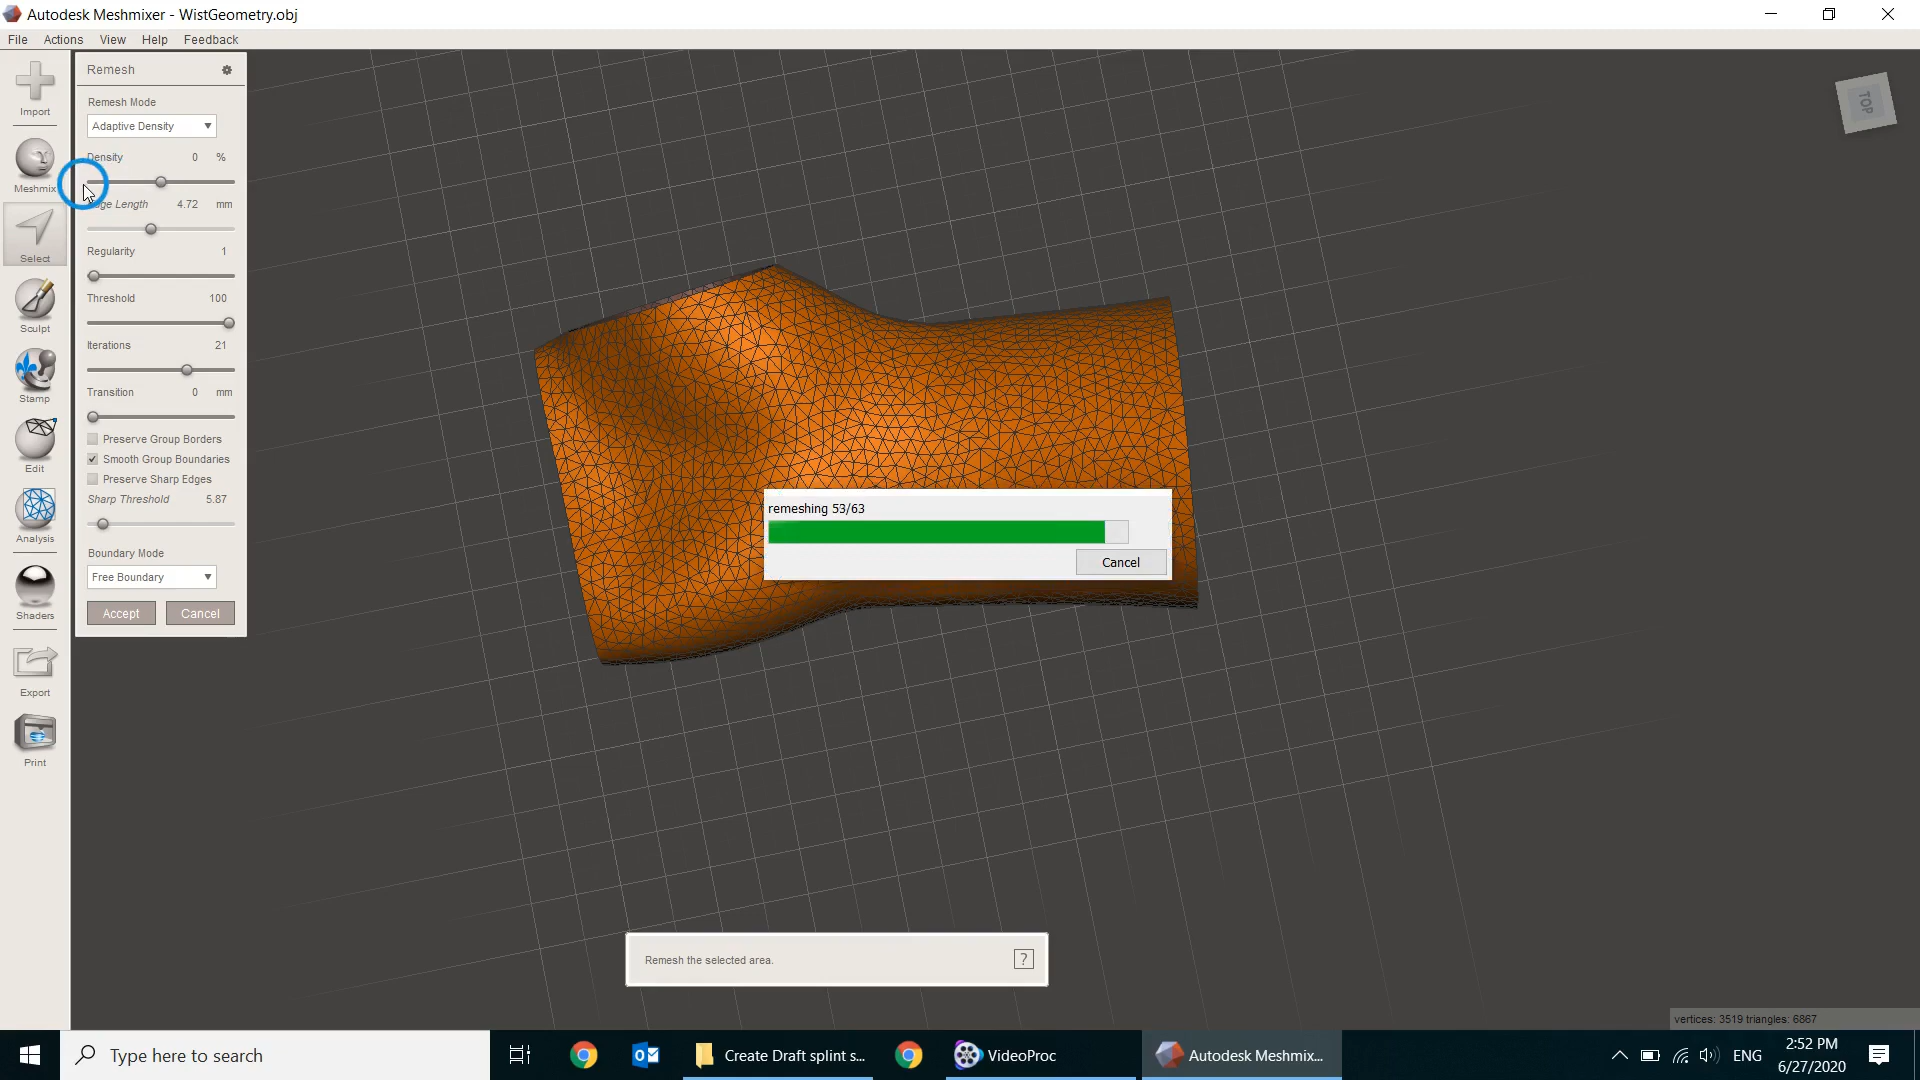 Autodesk Meshmixer - WistGeometry.obj
File Actions View Help Feedback
Import
Meshmix
Select
Sculpt
Stamp
Edit
Analysis
Shaders
Export
Print
Remesh
Remesh Mode
Adaptive Density
Density 0 %
Length 4.72 mm
Regularity 1
Threshold 100
Iterations 21
Transition 0 mm
Preserve Group Borders
Smooth Group Boundaries
Preserve Sharp Edges
Sharp Threshold 5.87
Boundary Mode
Free Boundary
Accept Cancel
TOP
remeshing 53/63
Cancel
Remesh the selected area. ?
vertices: 3519 triangles: 6867
Type here to search
Create Draft splint s...
VideoProc
Autodesk Meshmix...
ENG
2:52 PM
6/27/2020